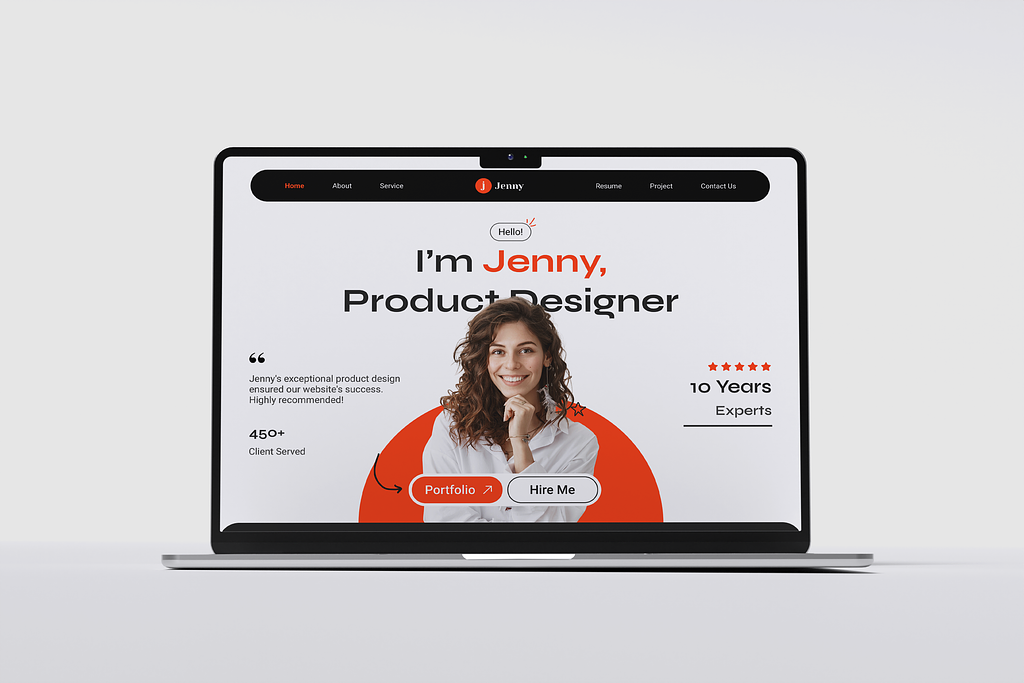 Home About Service j Jenny Resume Project Contact Us
Hello!
I'm Jenny,
Product Designer
“
Jenny's exceptional product design
ensured our website's success.
Highly recommended!
450+
Client Served
10 Years
Experts
Portfolio
Hire Me